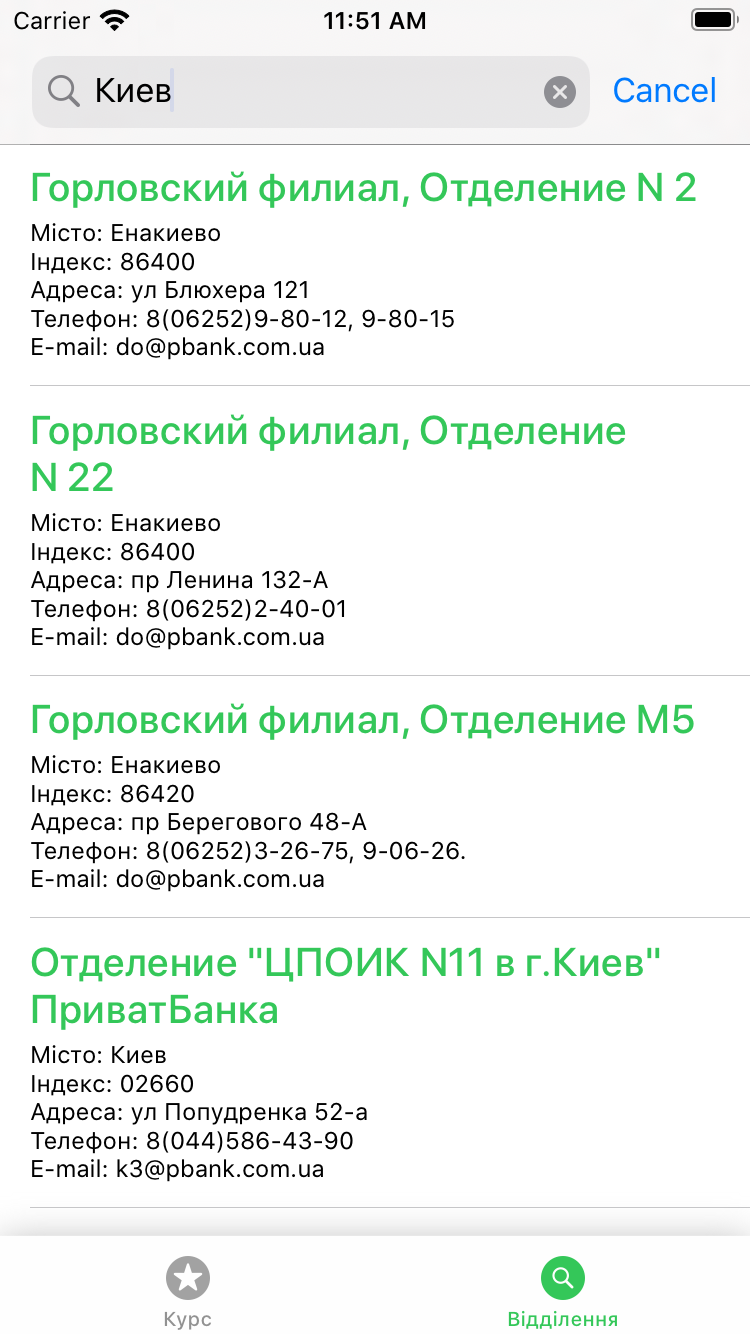 Carrier 11:51 AM
Киев Cancel
Горловский филиал, Отделение N 2
Місто: Енакиево
Індекс: 86400
Адреса: ул Блюхера 121
Телефон: 8(06252)9-80-12, 9-80-15
E-mail: do@pbank.com.ua
Горловский филиал, Отделение
N 22
Місто: Енакиево
Індекс: 86400
Адреса: пр Ленина 132-А
Телефон: 8(06252)2-40-01
E-mail: do@pbank.com.ua
Горловский филиал, Отделение М5
Місто: Енакиево
Індекс: 86420
Адреса: пр Берегового 48-А
Телефон: 8(06252)3-26-75, 9-06-26.
E-mail: do@pbank.com.ua
Отделение "ЦПОИК N11 в г.Киев"
ПриватБанка
Місто: Киев
Індекс: 02660
Адреса: ул Попудренка 52-а
Телефон: 8(044)586-43-90
E-mail: k3@pbank.com.ua
Курс Відділення